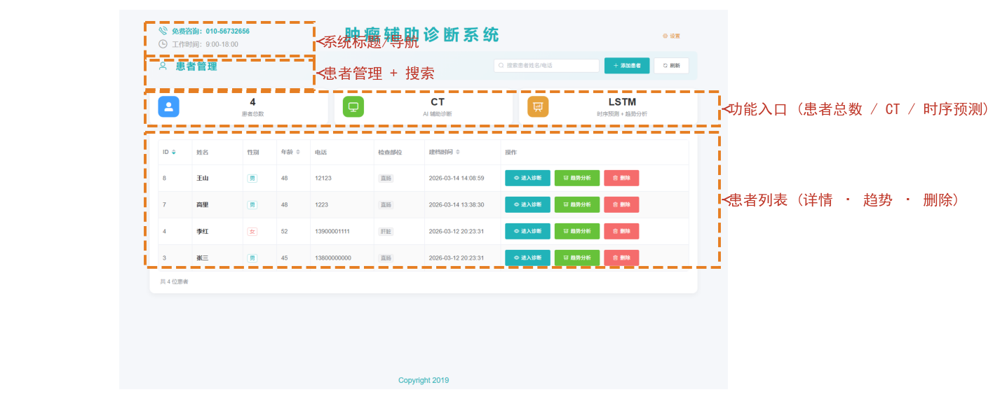 免费咨询: 010-56732656
工作时间: 9:00-18:00
肿瘤辅助诊断系统
<系统标题/导航
设置
患者管理
<患者管理 + 搜索
搜索患者姓名/电话
+ 添加患者
刷新
4
患者总数
CT
AI 辅助诊断
LSTM
时序预测 + 趋势分析
<功能入口 (患者总数 / CT / 时序预测)
ID 姓名 性别 年龄 电话 检查部位 建档时间 操作
8 王山 男 48 12123 直肠 2026-03-14 14:08:59 进入诊断 趋势分析 删除
7 高里 男 48 1223 直肠 2026-03-14 13:38:30 进入诊断 趋势分析 删除
<患者列表 (详情 · 趋势 · 删除)
4 李红 女 52 13900001111 肝脏 2026-03-12 20:23:31 进入诊断 趋势分析 删除
3 张三 男 45 13800000000 直肠 2026-03-12 20:23:31 进入诊断 趋势分析 删除
共 4 位患者
Copyright 2019